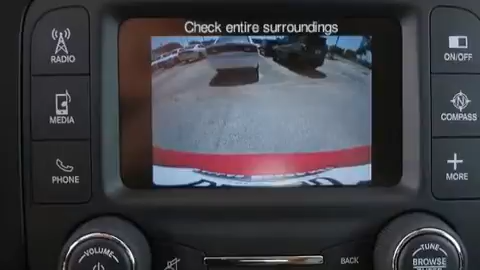 Check entire surroundings
RADIO
MEDIA
PHONE
ON/OFF
N
COMPASS
MORE
VOLUME
BACK
TUNE
BROWSE